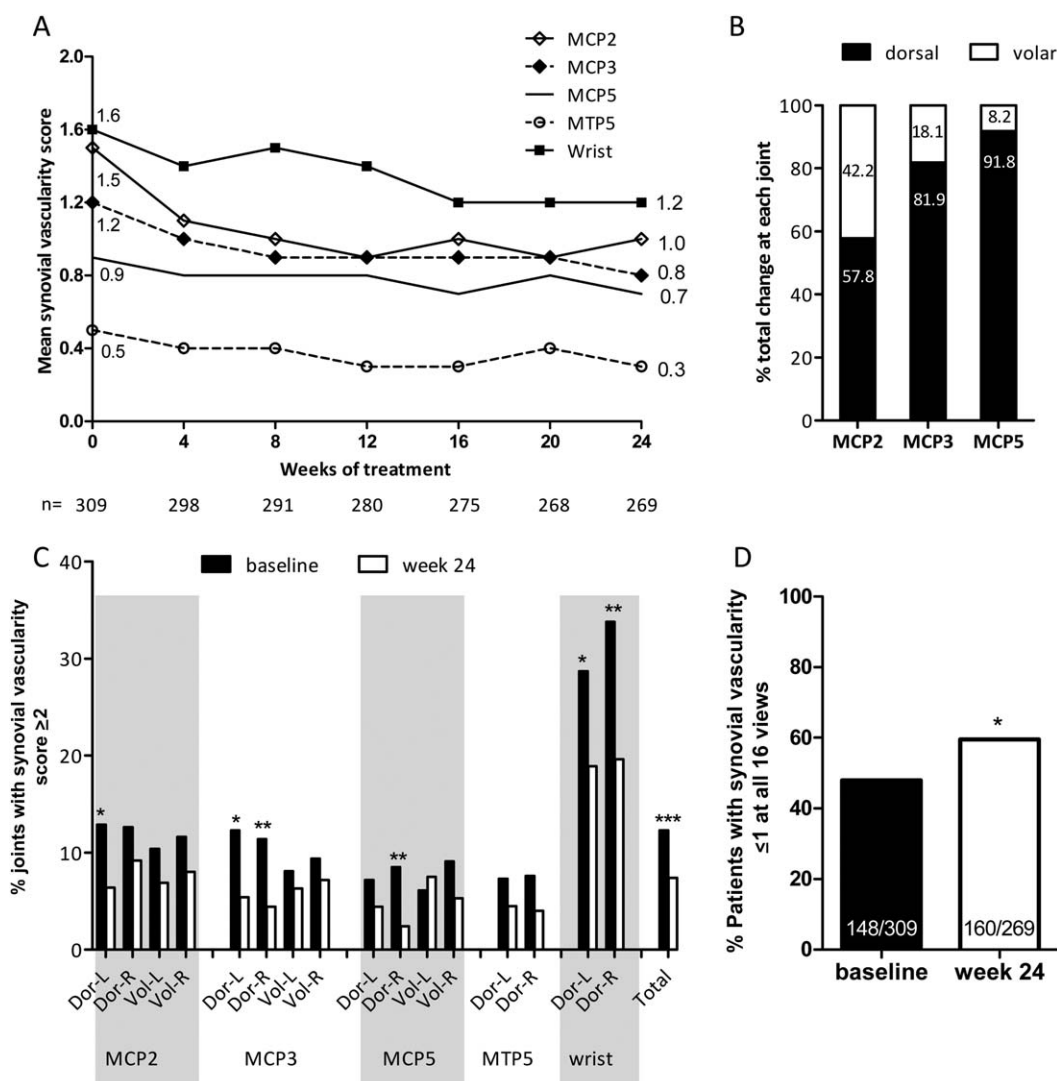 A
MCP2
MCP3
MCP5
MTP5
Wrist
Mean synovial vascularity score
2.0
1.6
1.2
0.8
0.4
0.0
1.6
1.5
1.2
0.9
0.5
1.2
1.0
0.8
0.7
0.3
0 4 8 12 16 20 24
Weeks of treatment
n= 309 298 291 280 275 268 269
B
dorsal volar
% total change at each joint
100
80
60
40
20
0
42.2 18.1 8.2
57.8 81.9 91.8
MCP2 MCP3 MCP5
C
baseline week 24
% joints with synovial vascularity
score ≥2
40
30
20
10
0
* * ** ** * ** ***
Dor-L Dor-R Vol-L Vol-R Dor-L Dor-R Vol-L Vol-R Dor-L Dor-R Vol-L Vol-R Dor-L Dor-R Dor-L Dor-R Total
MCP2 MCP3 MCP5 MTP5 wrist
D
% Patients with synovial vascularity
≤1 at all 16 views
100
80
60
40
20
0
*
148/309 160/269
baseline week 24